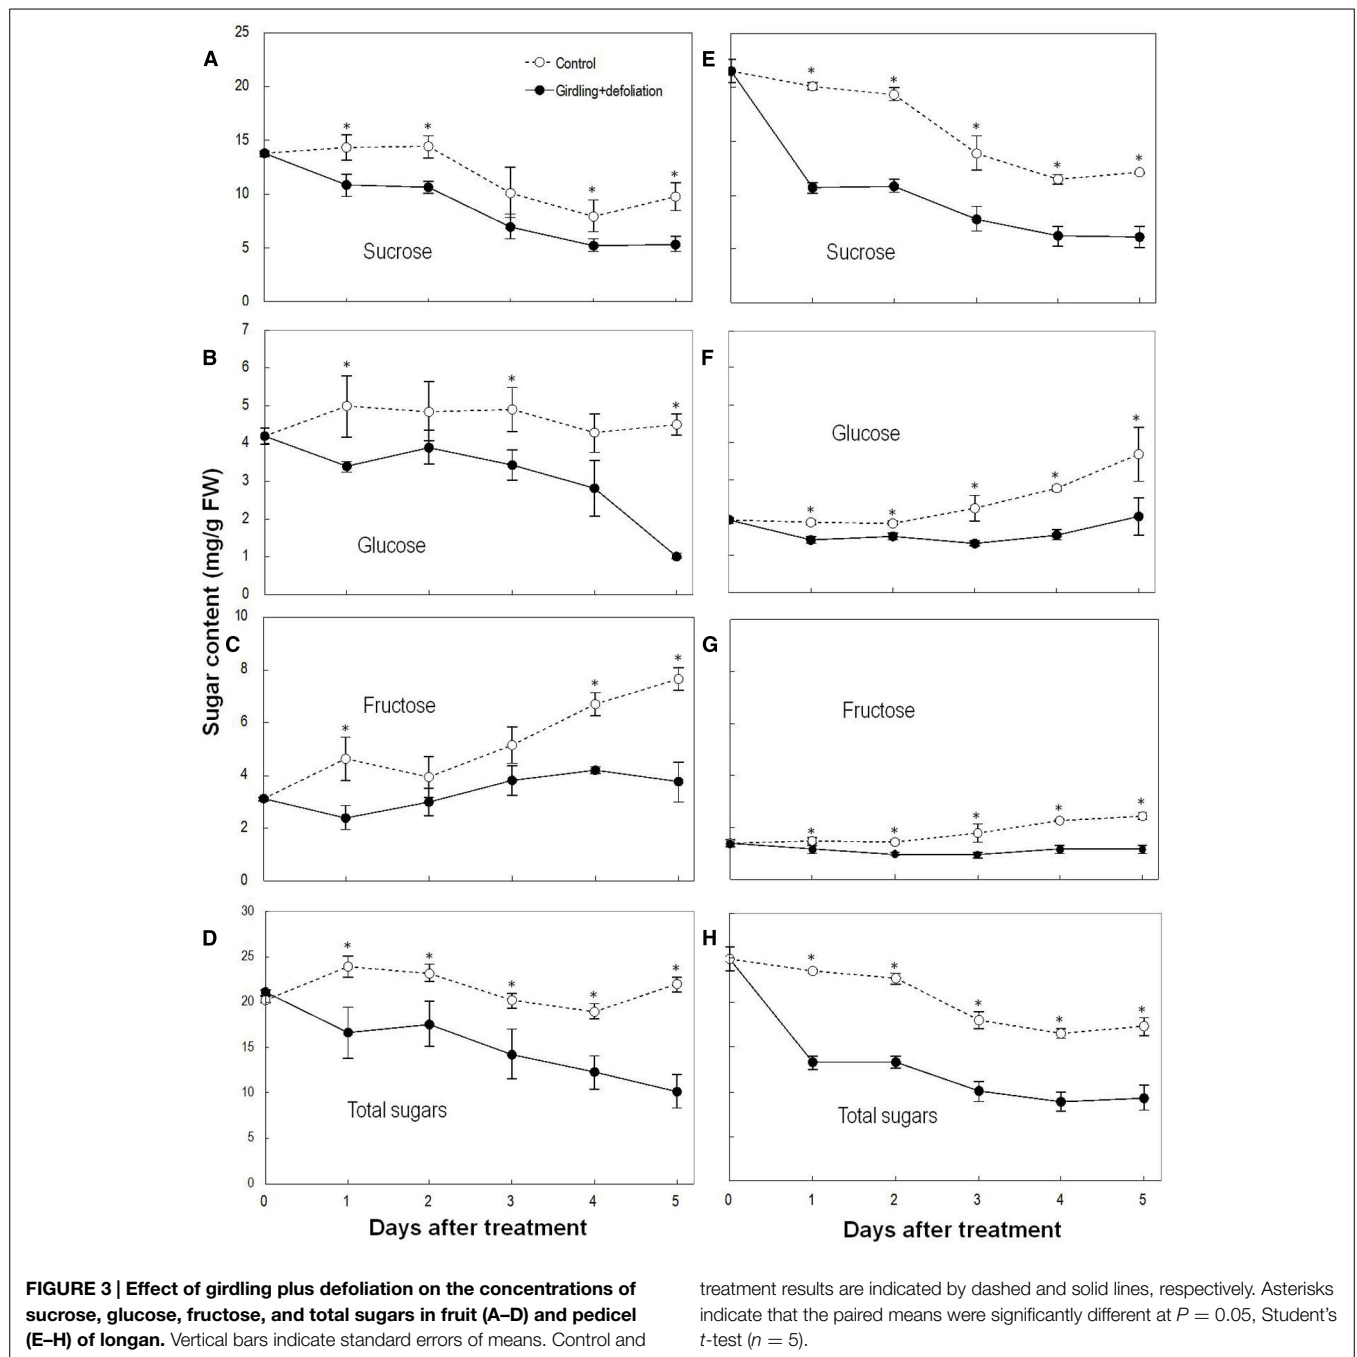 A
25
20
15
10
5
0
Control
Girdling+defoliation
* * * *
Sucrose
E
* * * * *
Sucrose
B
7
6
5
4
3
2
1
0
* * *
Glucose
F
* * * * *
Glucose
Sugar content (mg/g FW)
C
10
8
6
4
2
0
* * *
Fructose
G
* * * * *
Fructose
D
30
25
20
15
10
5
0
* * * * *
Total sugars
0 1 2 3 4 5
Days after treatment
H
* * * * *
Total sugars
0 1 2 3 4 5
Days after treatment
FIGURE 3 | Effect of girdling plus defoliation on the concentrations of
sucrose, glucose, fructose, and total sugars in fruit (A–D) and pedicel
(E–H) of longan. Vertical bars indicate standard errors of means. Control and
treatment results are indicated by dashed and solid lines, respectively. Asterisks
indicate that the paired means were significantly different at P = 0.05, Student's
t-test (n = 5).